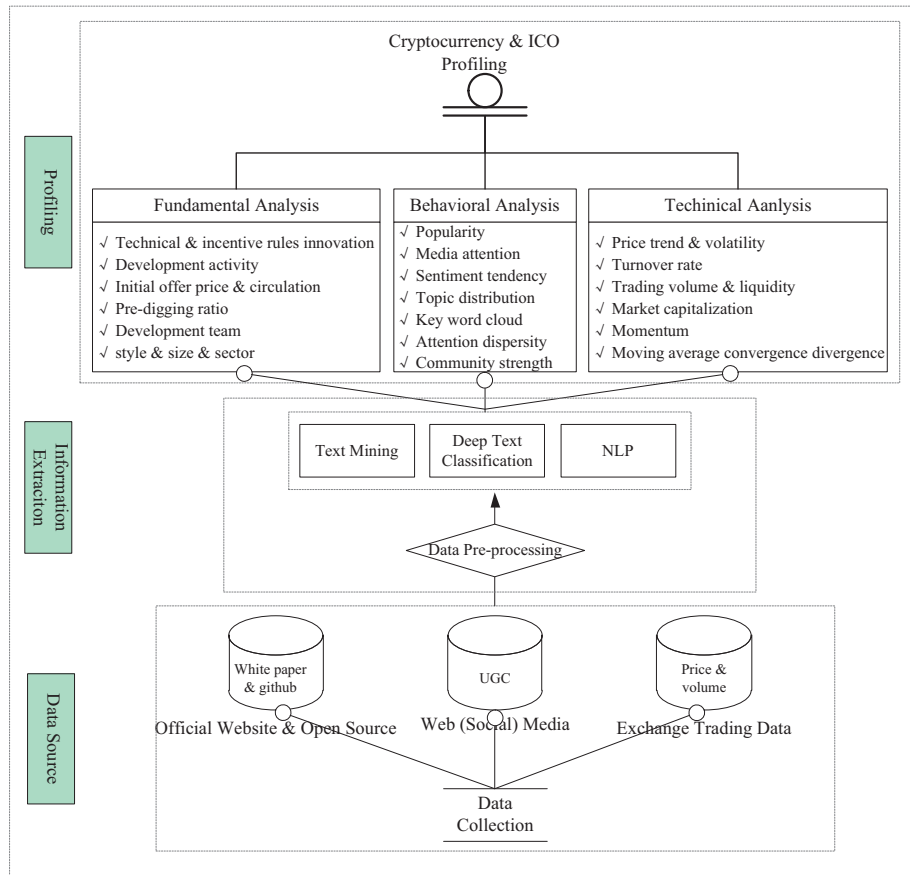 Cryptocurrency & ICO
Profiling
Profiling
Fundamental Analysis
√ Technical & incentive rules innovation
√ Development activity
√ Initial offer price & circulation
√ Pre-digging ratio
√ Development team
√ style & size & sector
Behavioral Analysis
√ Popularity
√ Media attention
√ Sentiment tendency
√ Topic distribution
√ Key word cloud
√ Attention dispersity
√ Community strength
Techinical Aanlysis
√ Price trend & volatility
√ Turnover rate
√ Trading volume & liquidity
√ Market capitalization
√ Momentum
√ Moving average convergence divergence
Information
Extraciton
Text Mining
Deep Text
Classification
NLP
Data Pre-processing
Data Source
White paper
& github
Official Website & Open Source
UGC
Web (Social) Media
Price &
volume
Exchange Trading Data
Data
Collection